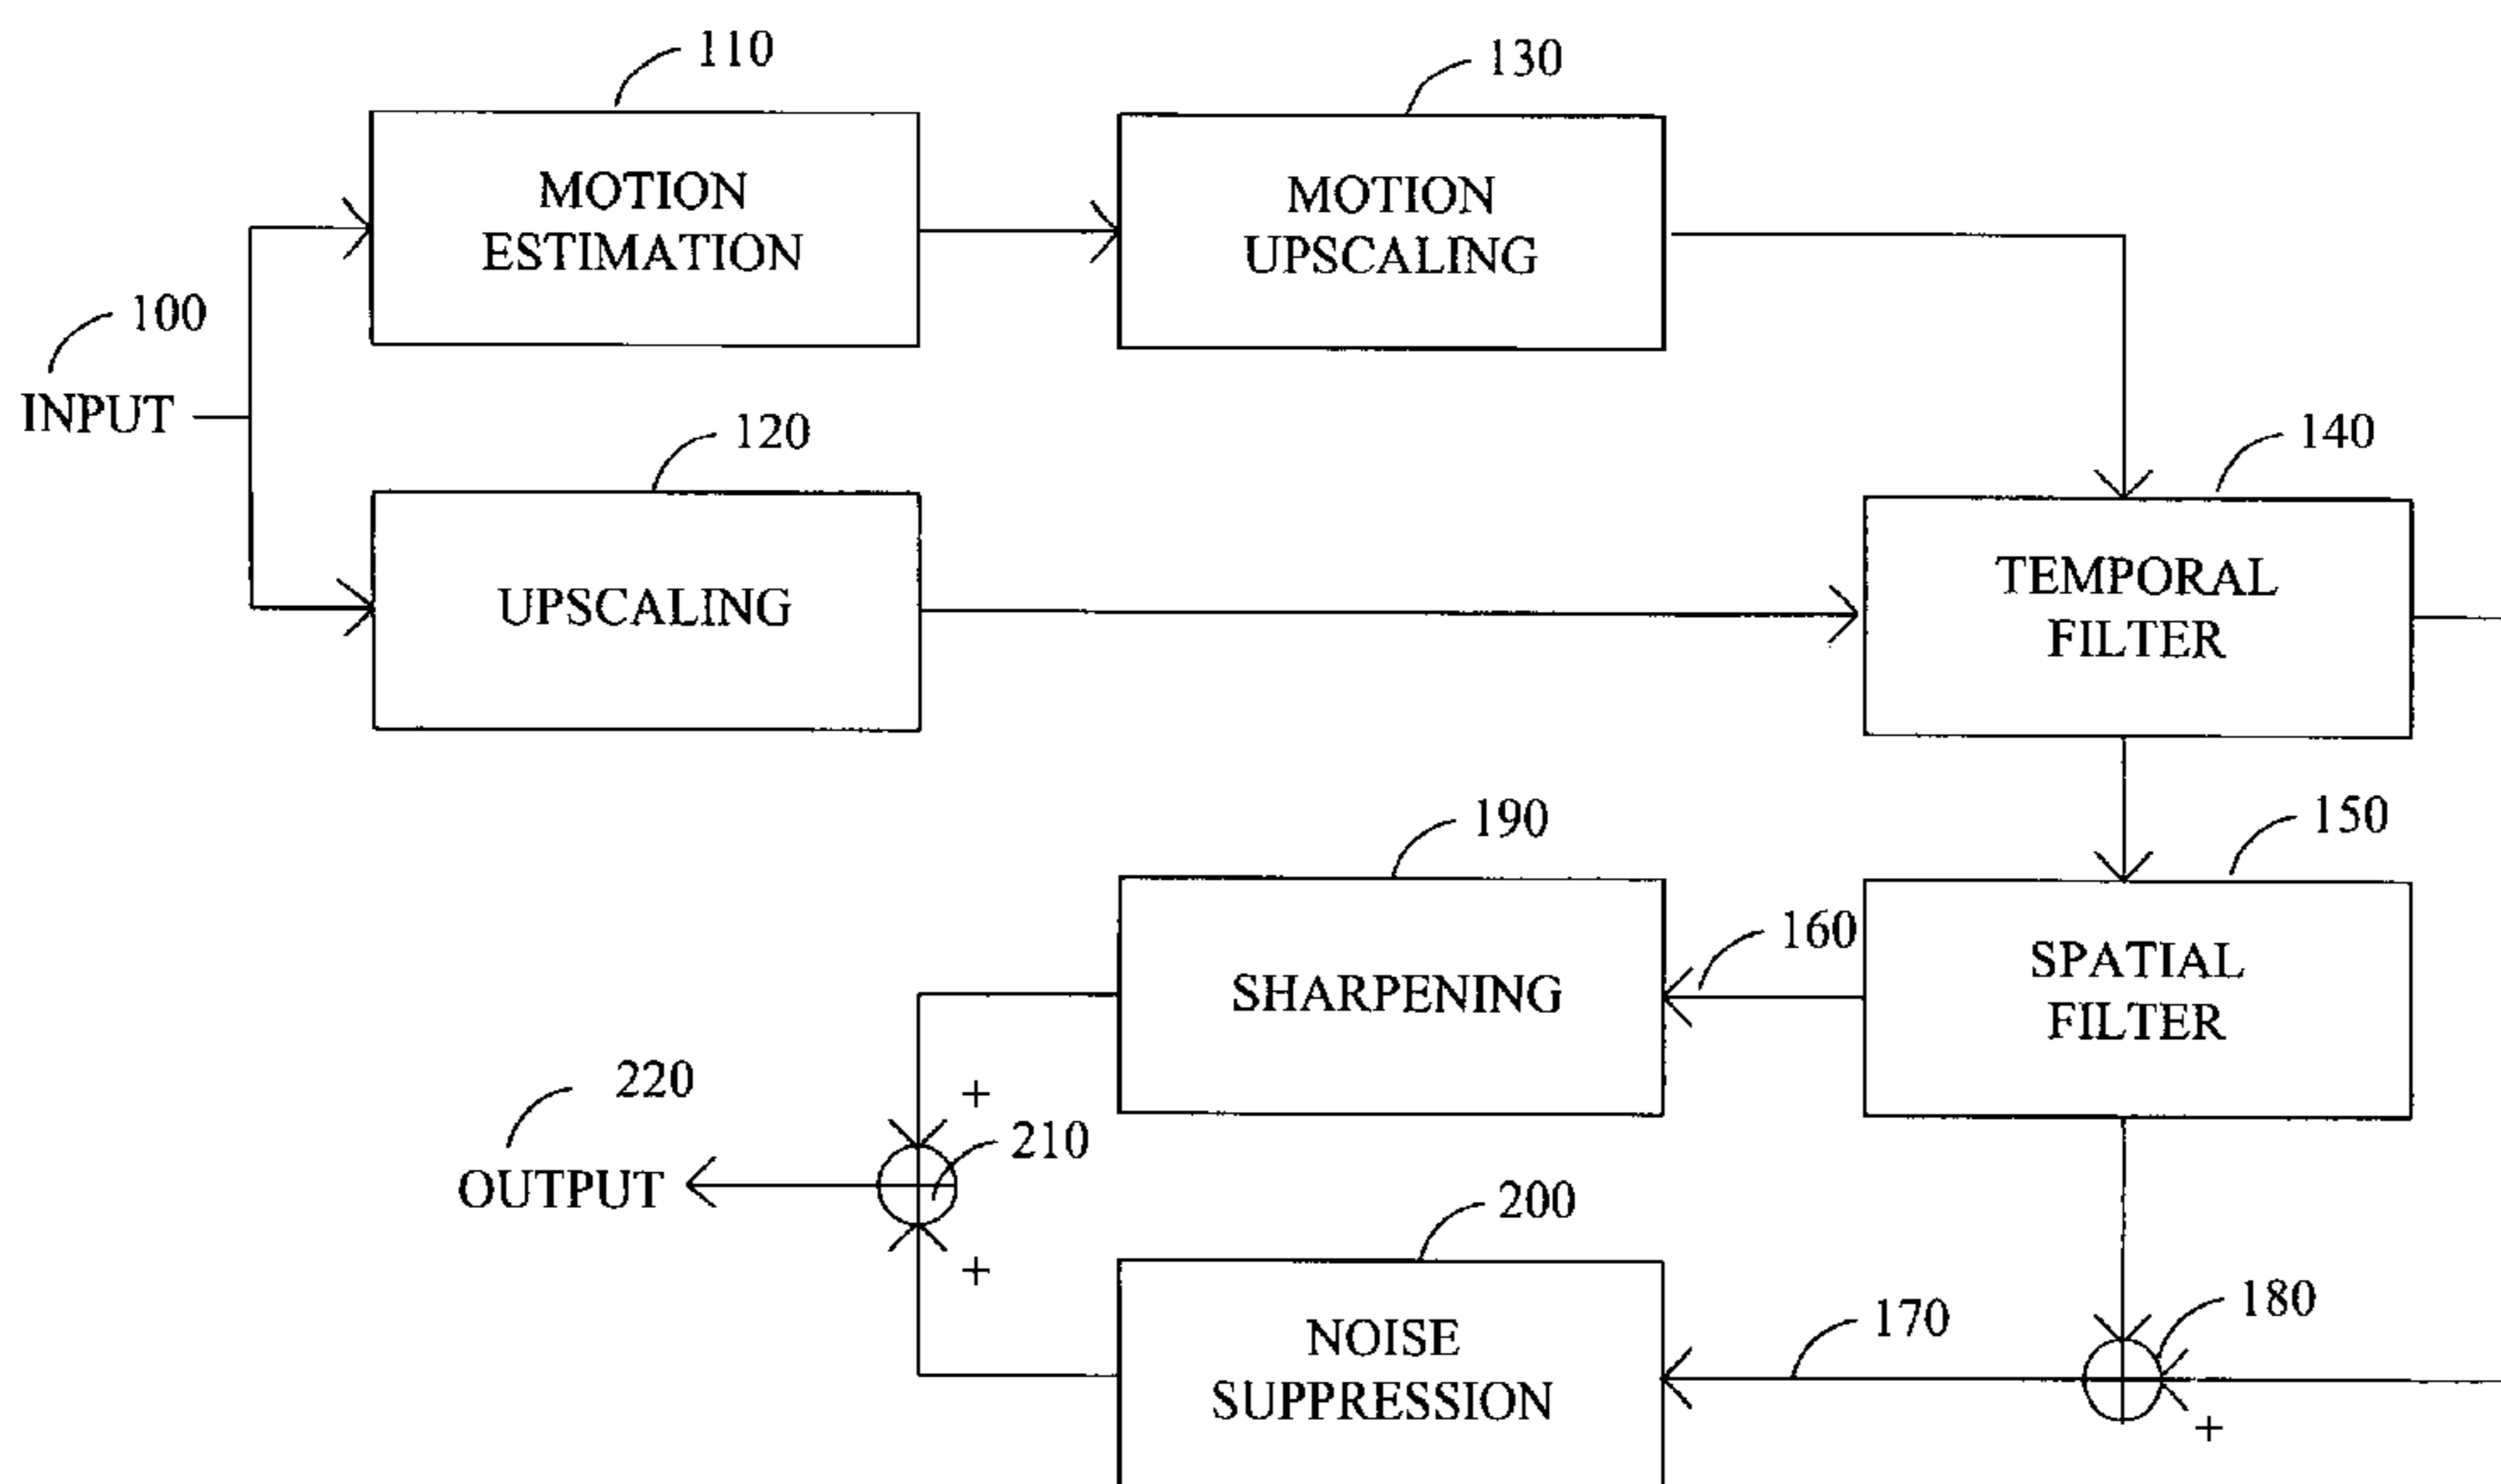 110
130
MOTION
ESTIMATION
MOTION
UPSCALING
100
INPUT
120
140
UPSCALING
TEMPORAL
FILTER
190
150
160
SHARPENING
SPATIAL
FILTER
220
+
210
OUTPUT
200
+
180
170
NOISE
SUPPRESSION
+